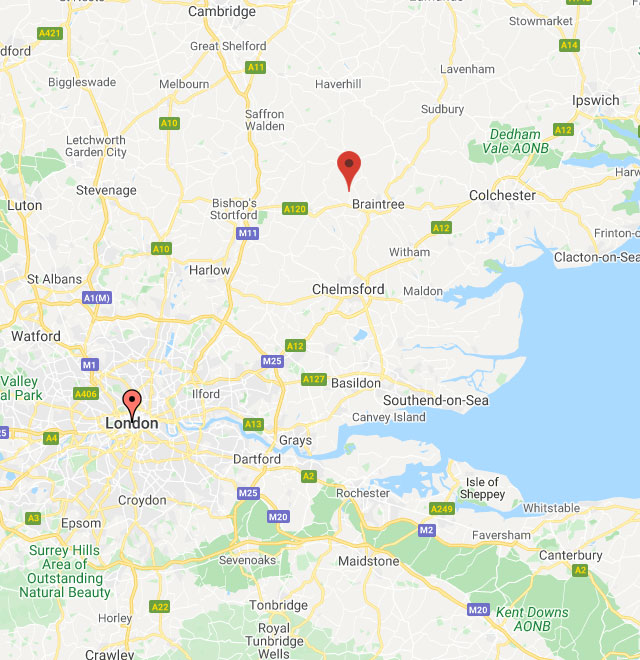 Cambridge
Stowmarket
A421
A14
Great Shelford
dford
A11
Lavenham
Biggleswade
Melbourn
Haverhill
Ipswich
Sudbury
Saffron
Walden
A10
A12
Dedham
Vale AONB
Letchworth
Garden City
Harw
Stevenage
Colchester
Luton
Bishop's
Stortford
A120
Braintree
A12
M11
Frinton-o
A10
Witham
Clacton-on-Sea
Harlow
St Albans
Chelmsford
Maldon
A1(M)
Watford
A12
M25
M1
Valley
al Park
A406
Ilford
A127
Basildon
Southend-on-Sea
Canvey Island
London
A13
25
A4
Grays
Dartford
A2
Isle of
Sheppey
M25
Rochester
Croydon
A249
Whitstable
A3
Epsom
M20
M2
Faversham
Surrey Hills
Area of
Outstanding
Natural Beauty
Sevenoaks
Maidstone
Canterbury
A2
A22
Tonbridge
M20
Kent Downs
AONB
Horley
Royal
Tunbridge
Wells
Crawley